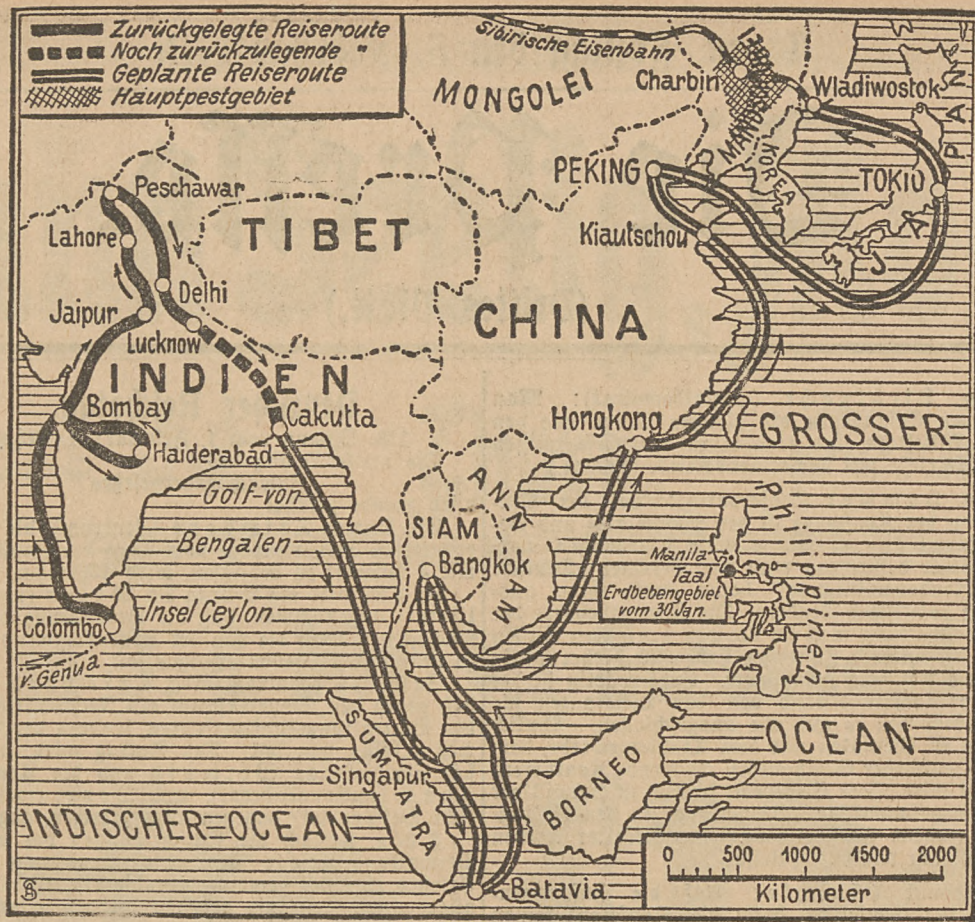 Zurückgelegte Reiseroute
Noch zurückzulegende "
Geplante Reiseroute
Hauptpestgebiet
Sibirische Eisenbahn
MONGOLEI
Charbin
Wladiwostok
MANDSCHUREI
KOREA
JAPAN
PEKING
TOKIO
Kiautschou
Peschawar
Lahore
TIBET
Delhi
Jaipur
Lucknow
CHINA
INDIEN
Bombay
Calcutta
Haiderabad
Hongkong
GROSSER
Golf von
Bengalen
ANNAM
SIAM
Bangkok
Philippinen
Manila
Taal
Erdbebengebiet
vom 30. Jan.
Insel Ceylon
Colombo
v. Genua
SUMATRA
Singapur
BORNEO
OCEAN
INDISCHER OCEAN
Batavia
0 500 1000 1500 2000
Kilometer